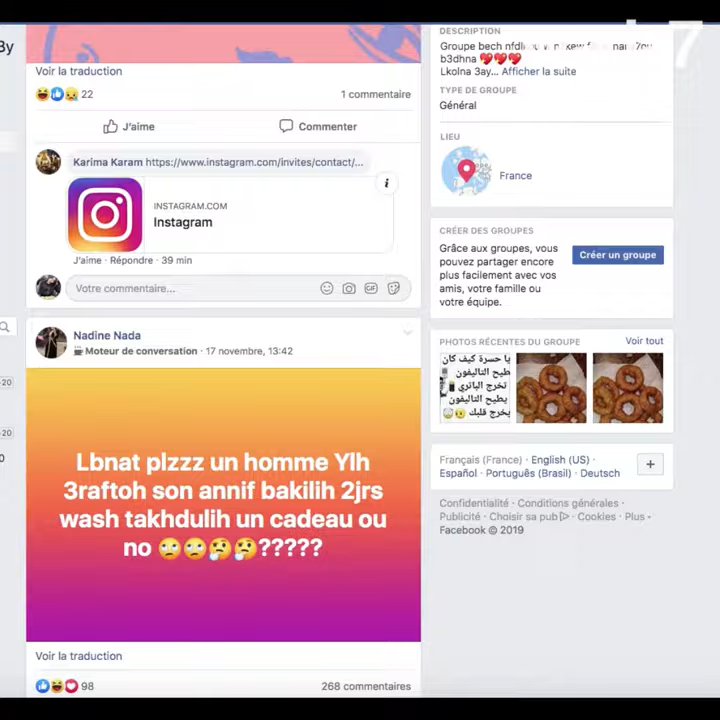 By
Voir la traduction
22
1 commentaire
J'aime
Commenter
Karima Karam https://www.instagram.com/invites/contact/...
INSTAGRAM.COM
Instagram
J'aime · Répondre · 39 min
Votre commentaire...
GIF
Nadine Nada
Moteur de conversation · 17 novembre, 13:42
Lbnat plzzz un homme Ylh
3raftoh son annif bakilih 2jrs
wash takhdulih un cadeau ou
no 🙄🙄🤔🤔?????
Voir la traduction
98
268 commentaires
+20
+20
DESCRIPTION
Groupe bech
b3dhna ❤️❤️❤️
Lkolna 3ay... Afficher la suite
TYPE DE GROUPE
Général
LIEU
France
CRÉER DES GROUPES
Grâce aux groupes, vous
pouvez partager encore
plus facilement avec vos
amis, votre famille ou
votre équipe.
Créer un groupe
PHOTOS RÉCENTES DU GROUPE
Voir tout
يا حسرة كيف كان
يطيح التاليفون
تخرج الباتري
يطيح التاليفون
يخرج قلبك
Français (France) · English (US) ·
Español · Português (Brasil) · Deutsch
+
Confidentialité · Conditions générales ·
Publicité · Choisir sa pub · Cookies · Plus
Facebook © 2019
7